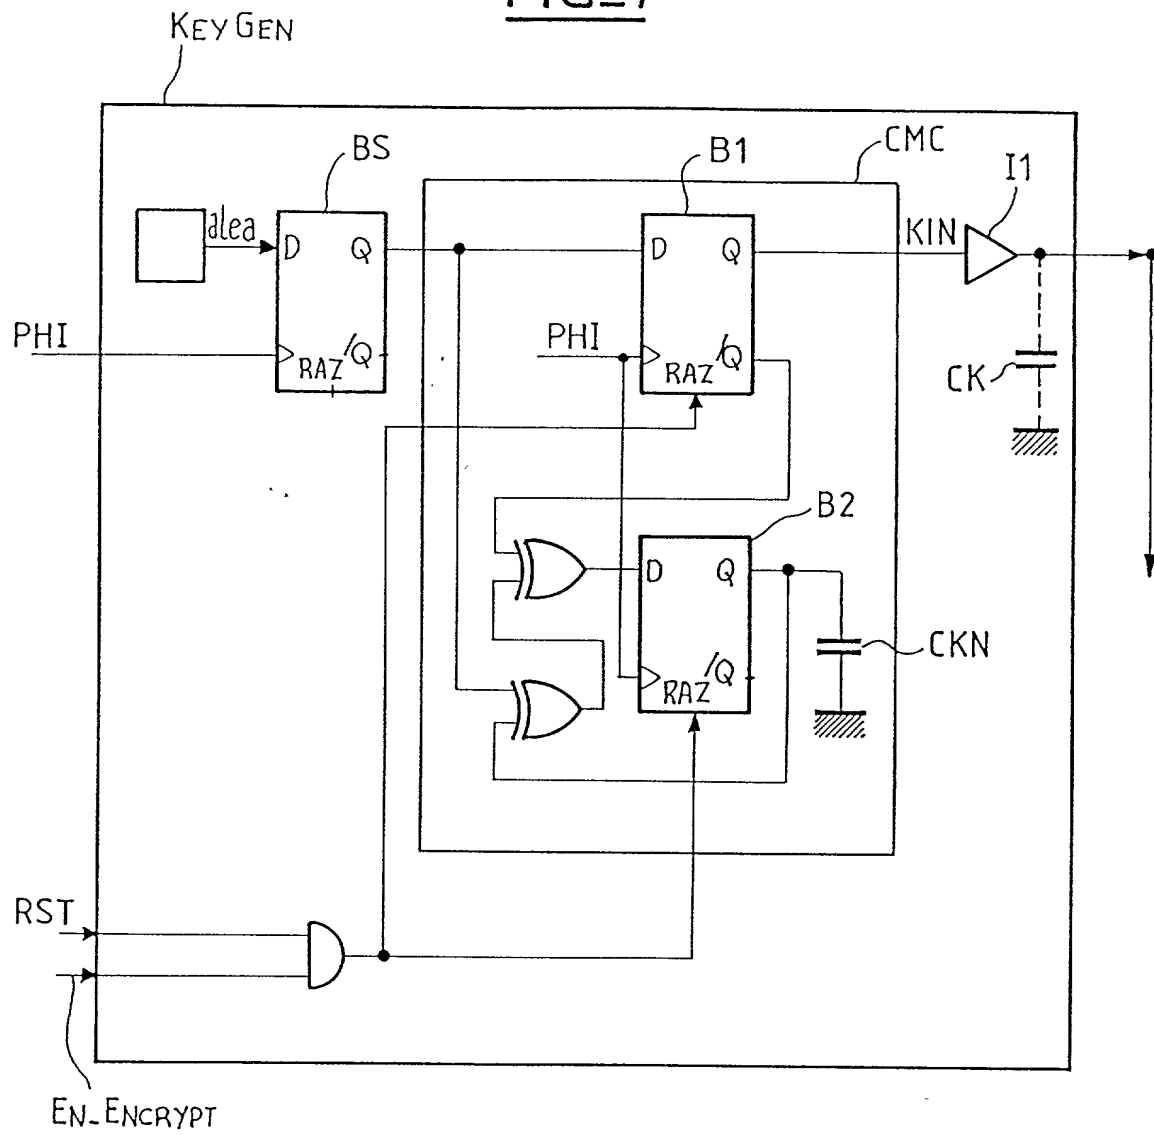 KEY GEN
BS
B1
CMC
I1
alea
D Q
D Q
KIN
PHI
RAZ /Q
PHI
RAZ /Q
CK
B2
D Q
CKN
RAZ /Q
RST
EN_ENCRYPT